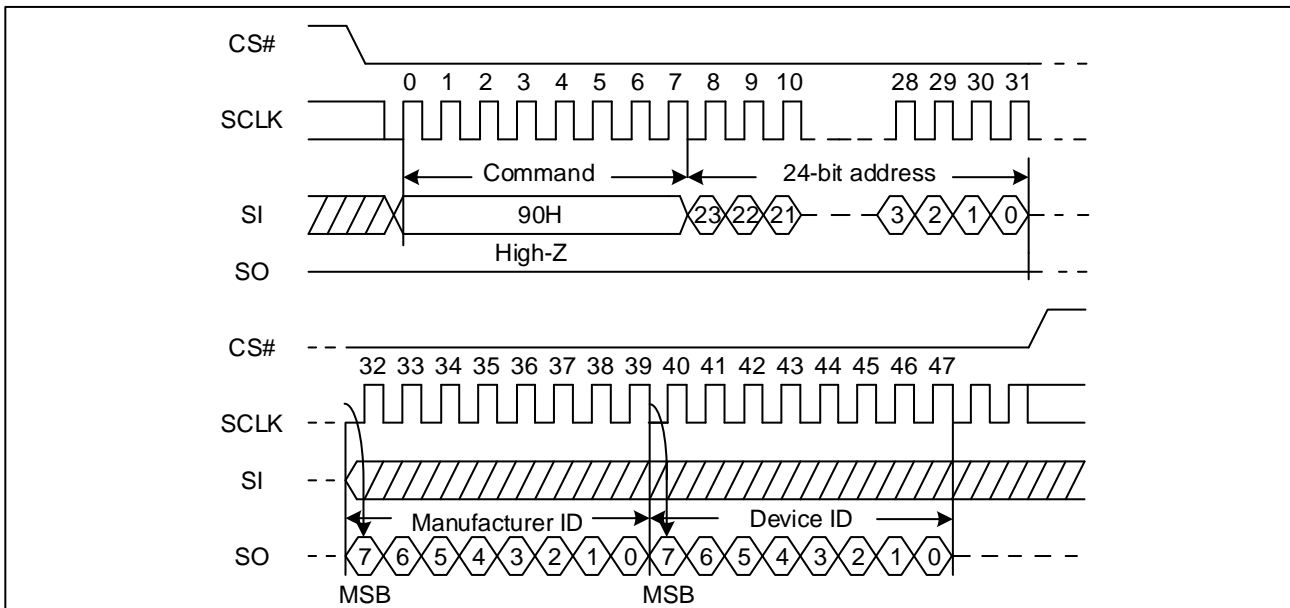 CS#
0 1 2 3 4 5 6 7 8 9 10 28 29 30 31
SCLK
Command 24-bit address
SI 90H 23 22 21 3 2 1 0
High-Z
SO
CS#
32 33 34 35 36 37 38 39 40 41 42 43 44 45 46 47
SCLK
SI
Manufacturer ID Device ID
SO 7 6 5 4 3 2 1 0 7 6 5 4 3 2 1 0
MSB MSB